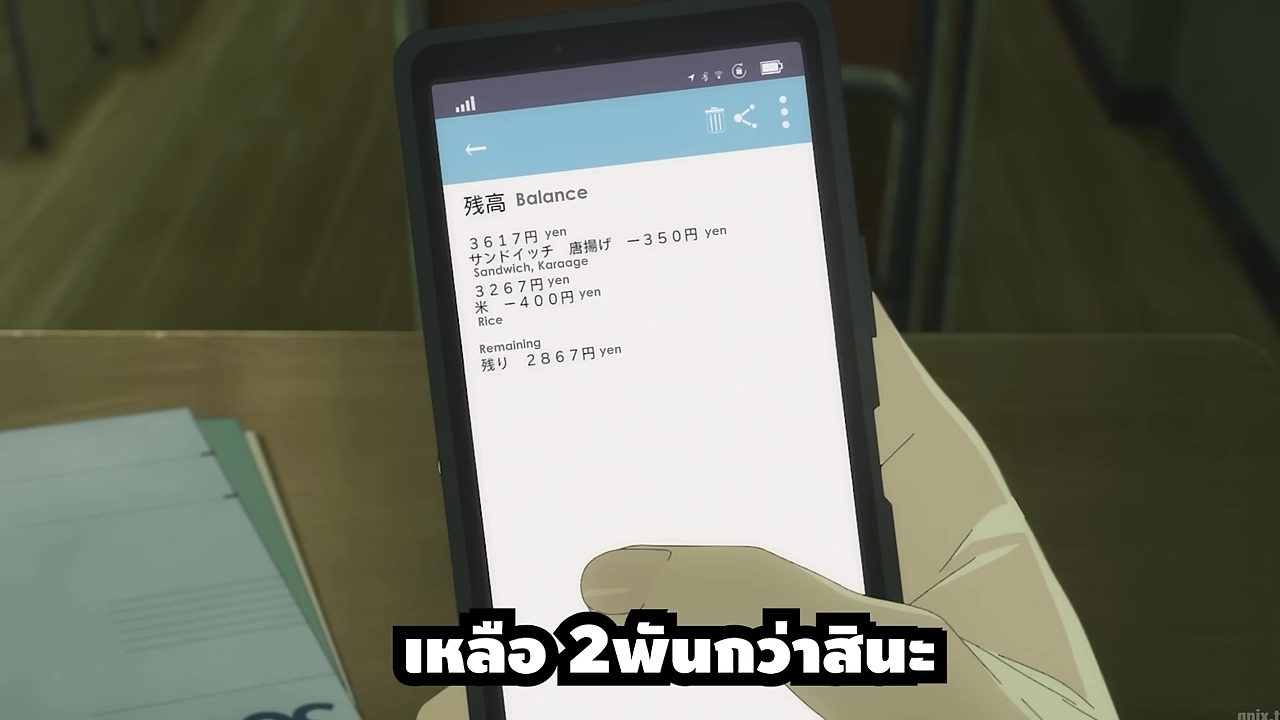 残高 Balance
3617円 yen
サンドイッチ 唐揚げ －350円 yen
Sandwich, Karaage
3267円 yen
米 －400円 yen
Rice
Remaining
残り 2867円 yen
เหลือ 2พันกว่าสินะ